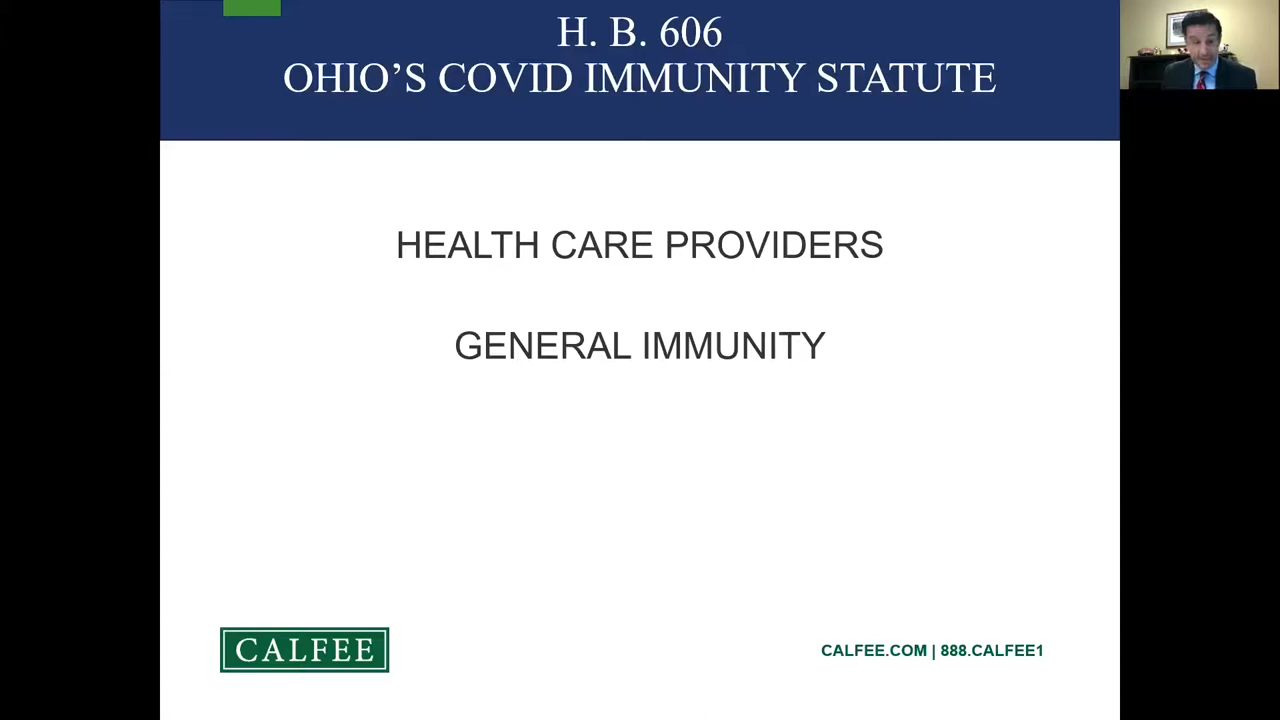 H. B. 606
OHIO’S COVID IMMUNITY STATUTE
HEALTH CARE PROVIDERS
GENERAL IMMUNITY
CALFEE
CALFEE.COM | 888.CALFEE1